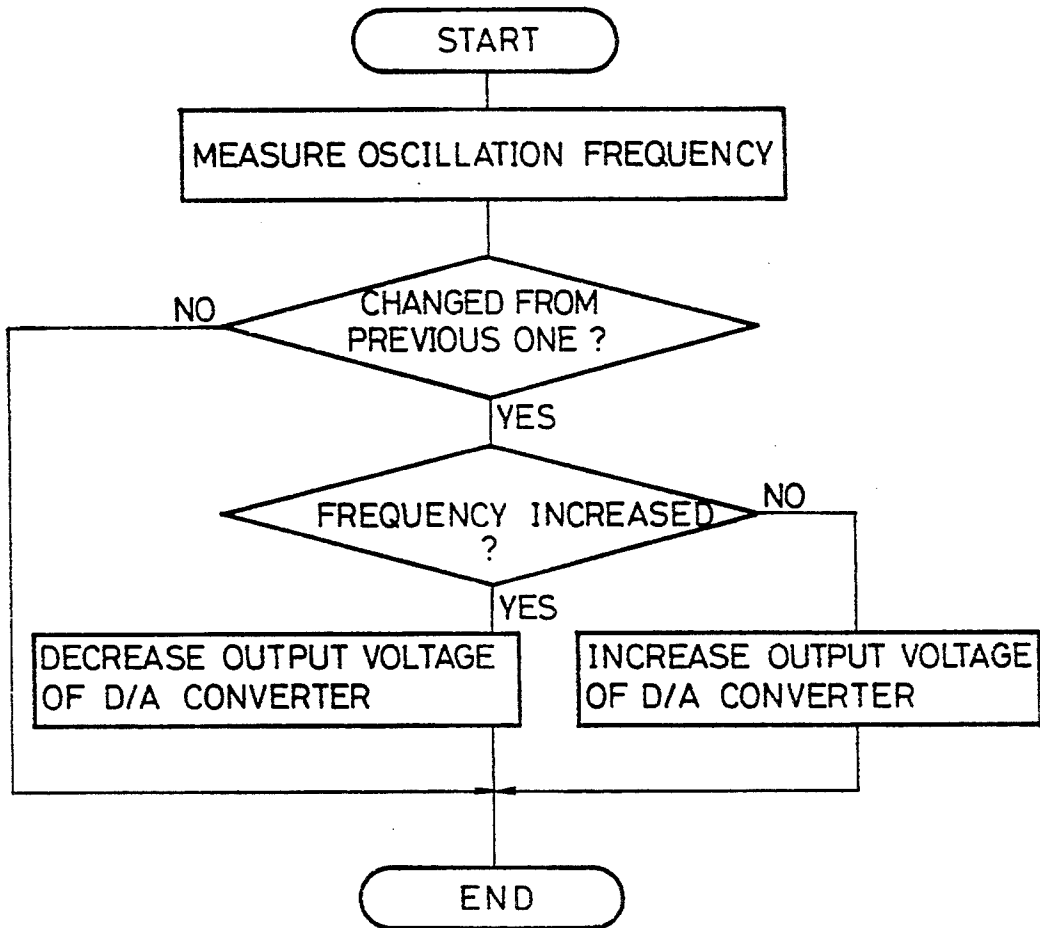 START
MEASURE OSCILLATION FREQUENCY
NO
CHANGED FROM
PREVIOUS ONE ?
YES
FREQUENCY INCREASED
?
NO
YES
DECREASE OUTPUT VOLTAGE
OF D/A CONVERTER
INCREASE OUTPUT VOLTAGE
OF D/A CONVERTER
END